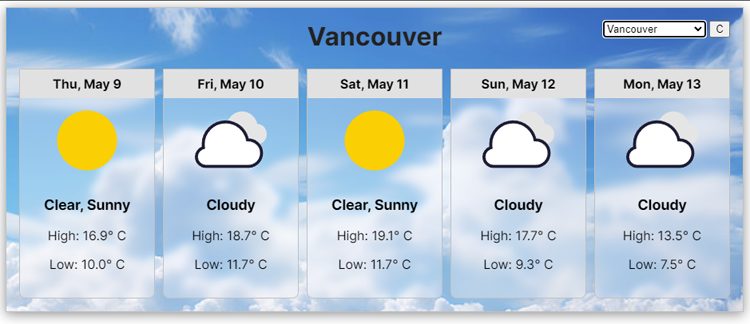 Vancouver
Vancouver C
Thu, May 9
Clear, Sunny
High: 16.9° C
Low: 10.0° C
Fri, May 10
Cloudy
High: 18.7° C
Low: 11.7° C
Sat, May 11
Clear, Sunny
High: 19.1° C
Low: 11.7° C
Sun, May 12
Cloudy
High: 17.7° C
Low: 9.3° C
Mon, May 13
Cloudy
High: 13.5° C
Low: 7.5° C